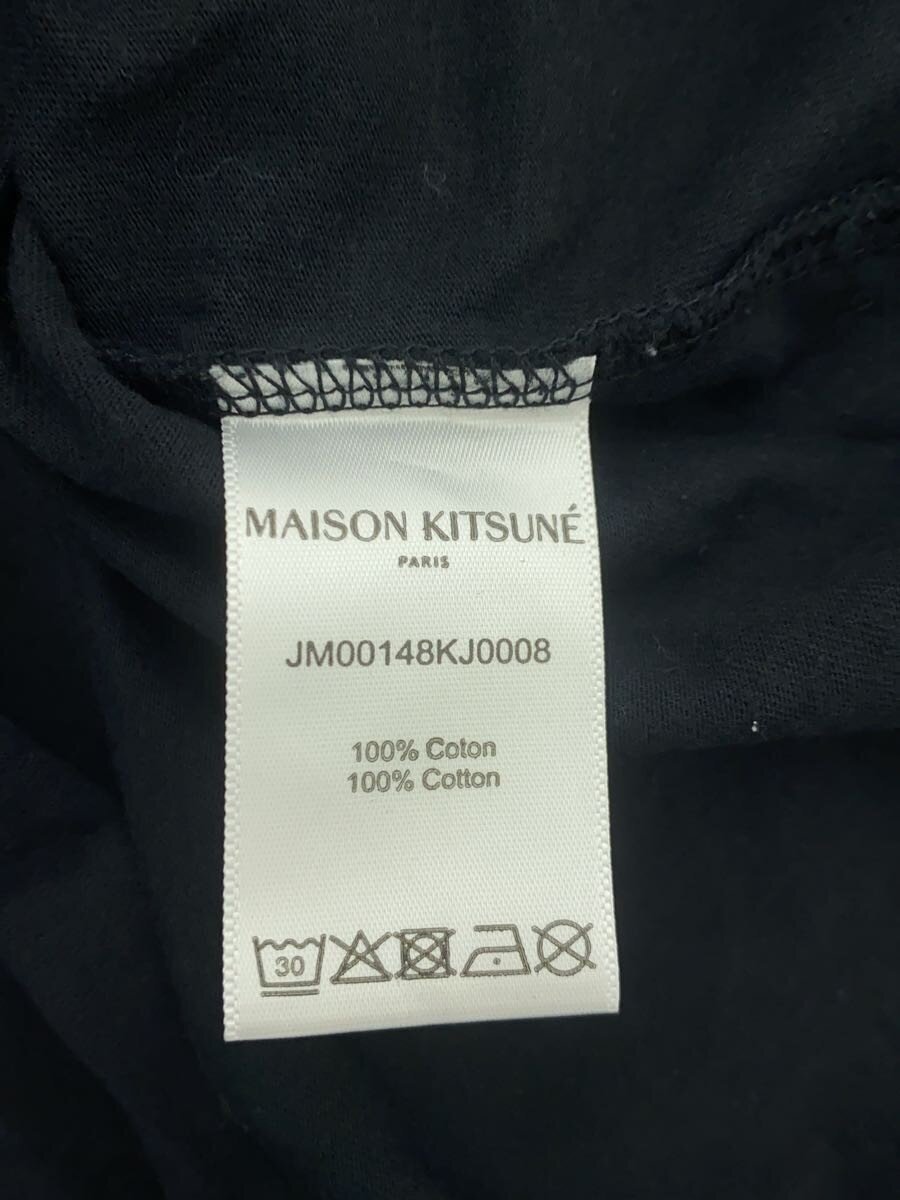 MAISON KITSUNÉ
PARIS
JM00148KJ0008
100% Coton
100% Cotton
30